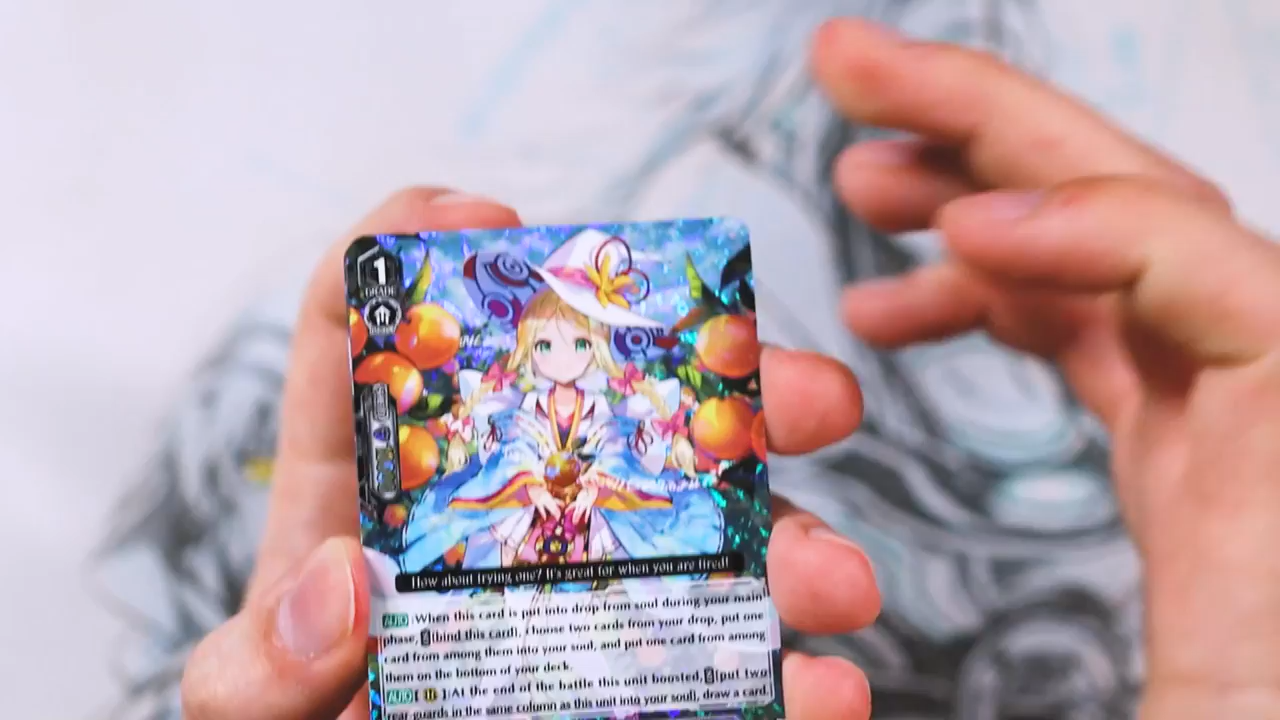 1
GRADE
How about trying one? It's great for when you are tired!
AUTO :When this card is put into drop from soul during your main
phase, (bind this card), choose two cards from your drop, put one
card from among them into your soul, and put one card from among
them on the bottom of your deck.
AUTO [ ]:At the end of the battle this unit boosted, [put two
rear-guards in the same column as this unit into your soul], draw a card.